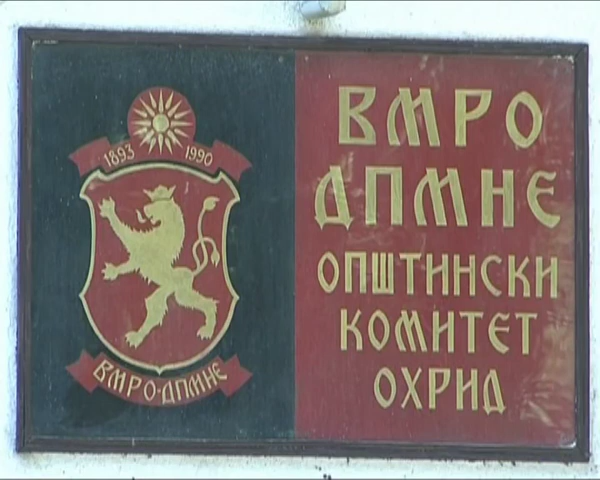 1893 1990
ВМРО-ДПМНЕ
ВМРО
ДПМНЕ
ОПШТИНСКИ
КОМИТЕТ
ОХРИД